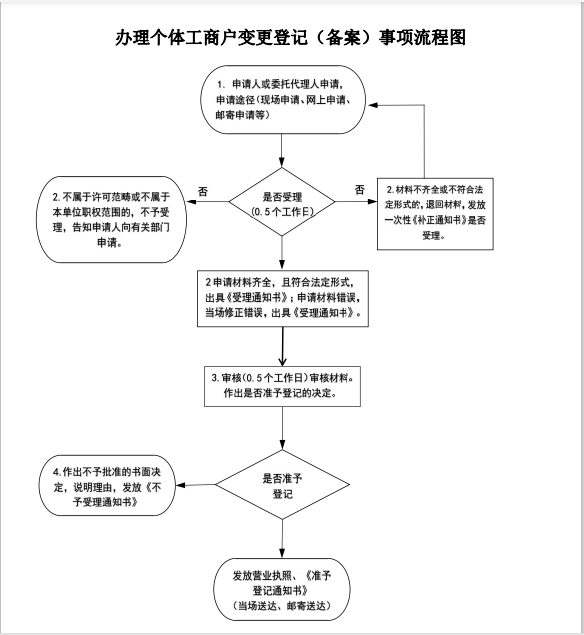 办理个体工商户变更登记（备案）事项流程图
1. 申请人或委托代理人申请，
申请途径(现场申请、网上申请、
邮寄申请等)
是否受理
(0.5个工作日)
否
否
2.不属于许可范畴或不属于
本单位职权范围的，不予受
理，告知申请人向有关部门
申请。
2.材料不齐全或不符合法
定形式的，退回材料，发放
一次性《补正通知书》是否
受理。
2申请材料齐全，且符合法定形式，
出具《受理通知书》；申请材料错误，
当场修正错误，出具《受理通知书》。
3.审核(0.5个工作日)审核材料。
作出是否准予登记的决定。
是否准予
登记
4.作出不予批准的书面决
定，说明理由，发放《不
予受理通知书》
发放营业执照、《准予
登记通知书》
(当场送达、邮寄送达)